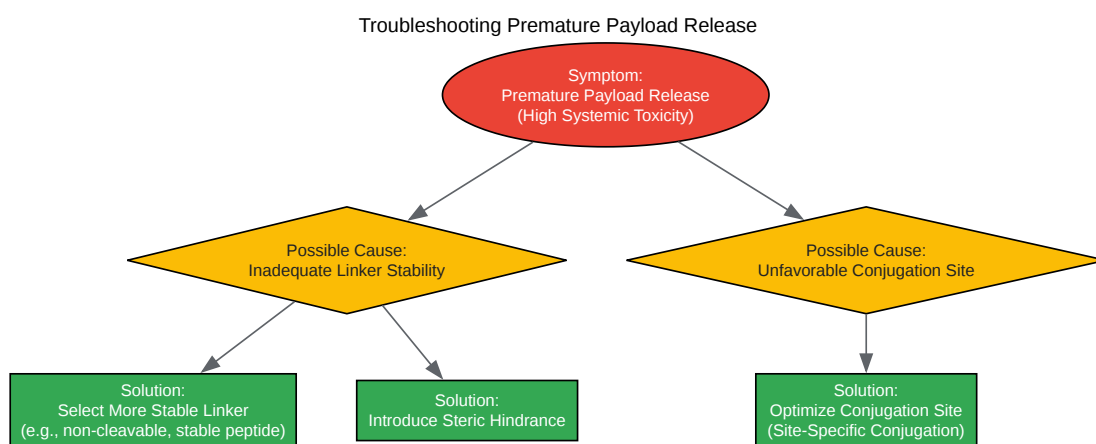 Troubleshooting Premature Payload Release
Symptom:
Premature Payload Release
(High Systemic Toxicity)
Possible Cause:
Inadequate Linker Stability
Possible Cause:
Unfavorable Conjugation Site
Solution:
Select More Stable Linker
(e.g., non-cleavable, stable peptide)
Solution:
Introduce Steric Hindrance
Solution:
Optimize Conjugation Site
(Site-Specific Conjugation)